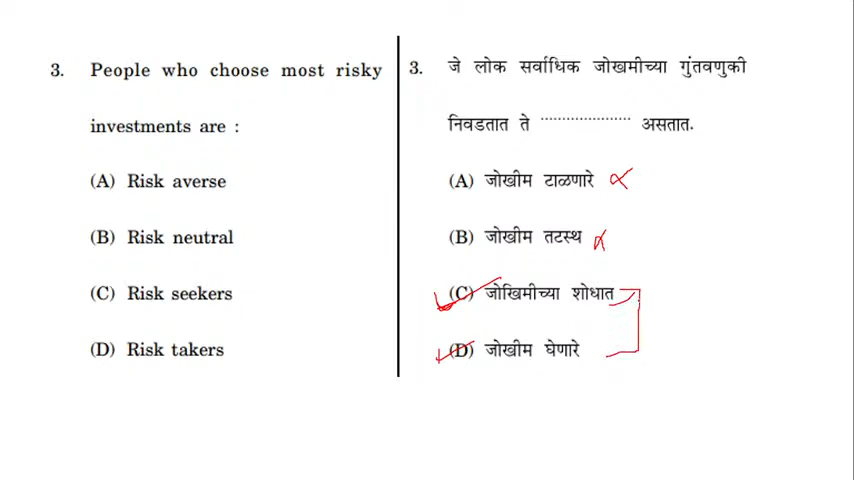 3. People who choose most risky
investments are :
(A) Risk averse
(B) Risk neutral
(C) Risk seekers
(D) Risk takers
3. जे लोक सर्वाधिक जोखमीच्या गुंतवणुकी
निवडतात ते ..................... असतात.
(A) जोखीम टाळणारे
(B) जोखीम तटस्थ
(C) जोखिमीच्या शोधात
(D) जोखीम घेणारे